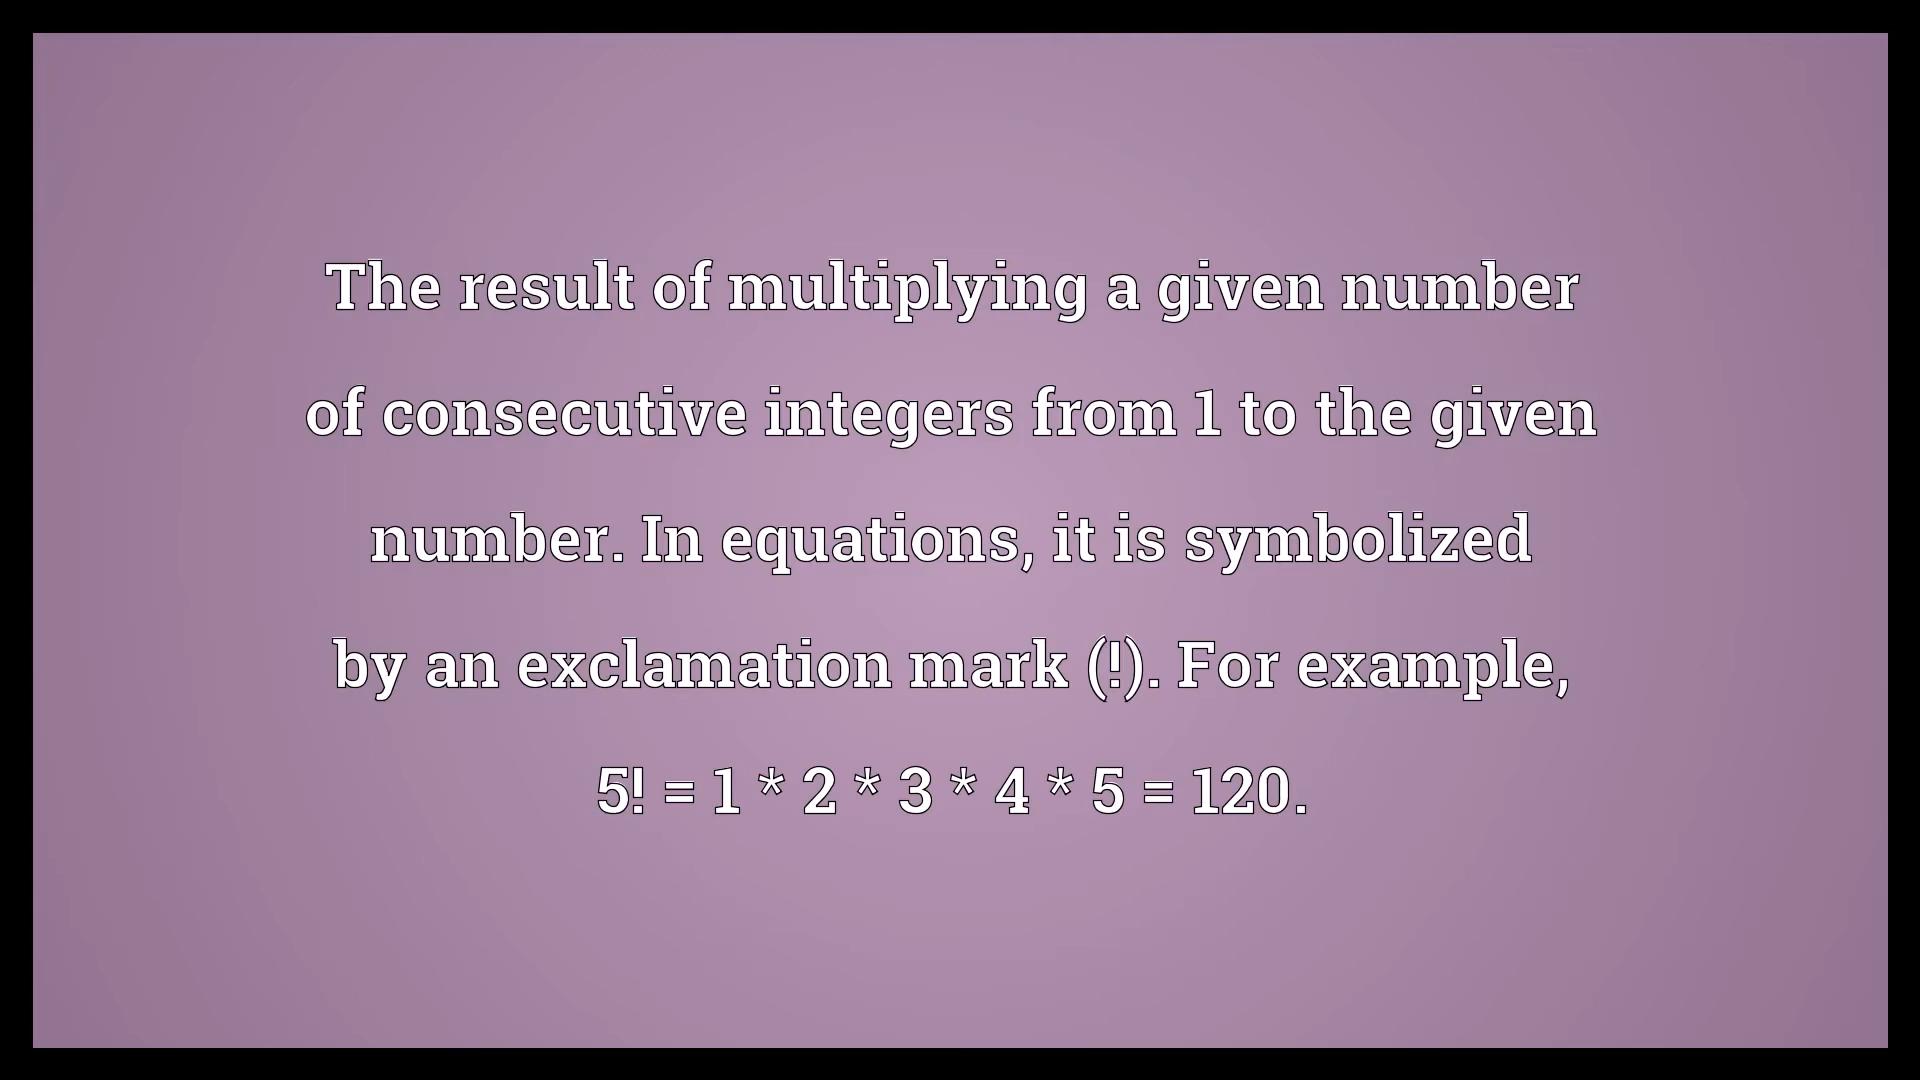 The result of multiplying a given number
of consecutive integers from 1 to the given
number. In equations, it is symbolized
by an exclamation mark (!). For example,
5! = 1 * 2 * 3 * 4 * 5 = 120.